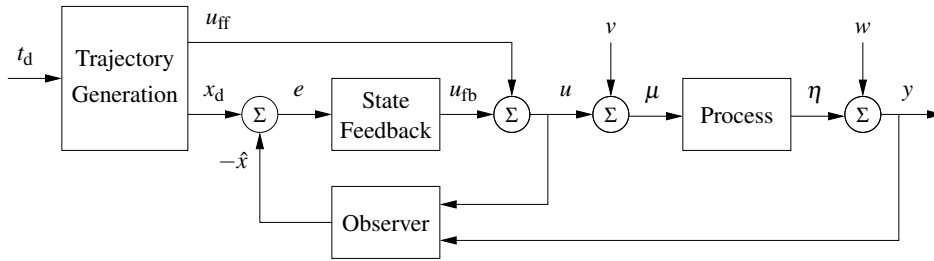 u_ff
v
w
t_d
Trajectory
Generation
x_d
Σ
e
State
Feedback
u_fb
Σ
u
Σ
μ
Process
η
Σ
y
−x̂
Observer